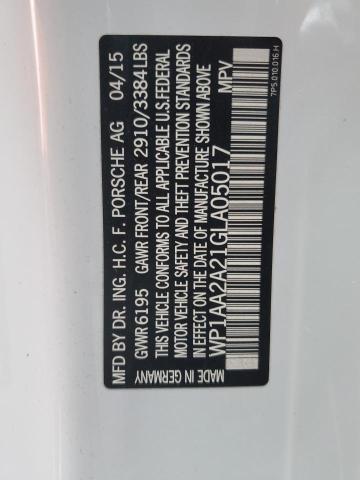 MFD BY DR. ING. H.C. F. PORSCHE AG 04/15
GVWR 6195 GAWR FRONT/REAR 2910/3384LBS
THIS VEHICLE CONFORMS TO ALL APPLICABLE U.S.FEDERAL
MOTOR VEHICLE SAFETY AND THEFT PREVENTION STANDARDS
IN EFFECT ON THE DATE OF MANUFACTURE SHOWN ABOVE
WP1AA2A21GLA05017 MPV
MADE IN GERMANY
7P5.010.016.H